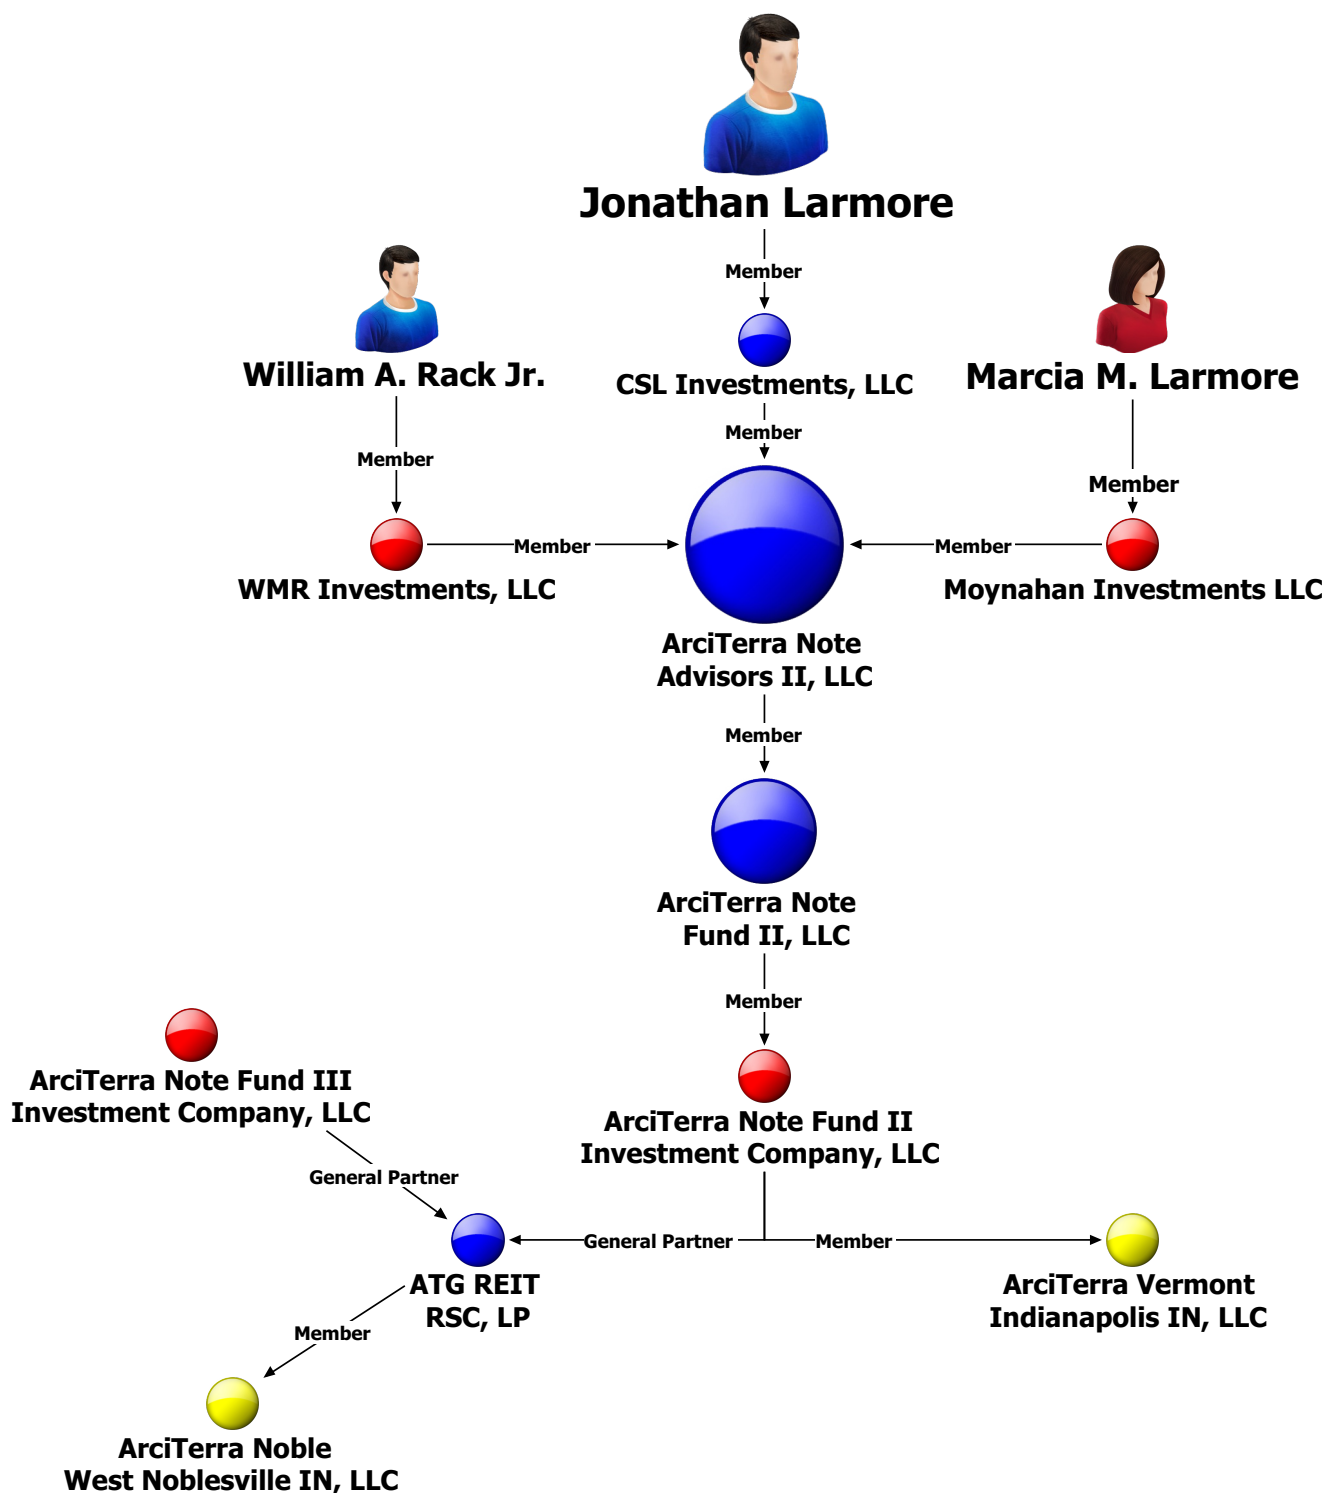 Jonathan Larmore
Member
William A. Rack Jr.
CSL Investments, LLC
Marcia M. Larmore
Member
Member
Member
WMR Investments, LLC
Member
Member
Moynahan Investments LLC
ArciTerra Note
Advisors II, LLC
Member
ArciTerra Note
Fund II, LLC
Member
ArciTerra Note Fund III
Investment Company, LLC
ArciTerra Note Fund II
Investment Company, LLC
General Partner
General Partner
Member
ATG REIT
RSC, LP
ArciTerra Vermont
Indianapolis IN, LLC
Member
ArciTerra Noble
West Noblesville IN, LLC